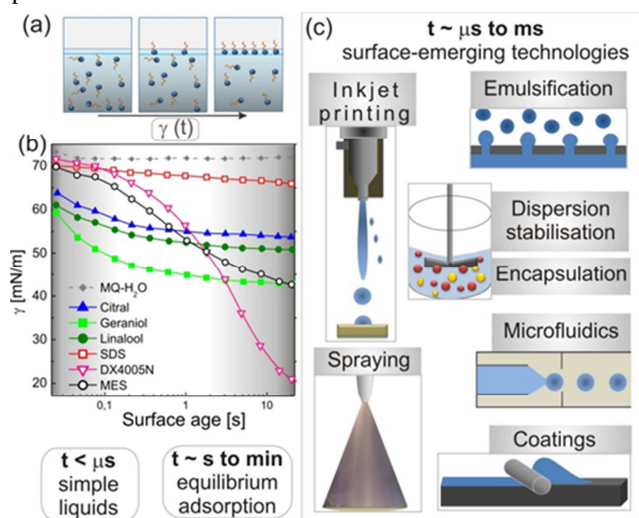 (a)
γ (t)
(b)
γ [mN/m]
70
60
50
40
30
20
MQ-H₂O
Citral
Geraniol
Linalool
SDS
DX4005N
MES
0,1
1
10
Surface age [s]
t < μs
simple
liquids
t ~ s to min
equilibrium
adsorption
(c)
t ~ μs to ms
surface-emerging technologies
Inkjet
printing
Emulsification
Dispersion
stabilisation
Encapsulation
Microfluidics
Spraying
Coatings